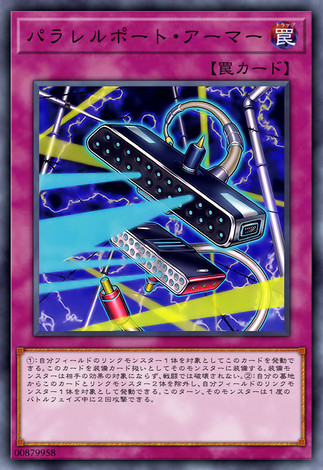 パラレルポート・アーマー
トラップ
罠
【罠カード】
①:自分フィールドのリンクモンスター１体を対象としてこのカードを発動で
きる。このカードを装備カード扱いとしてそのモンスターに装備する。装備モ
ンスターは相手の効果の対象にならず、戦闘では破壊されない。②:自分の墓地
からこのカードとリンクモンスター２体を除外し、自分フィールドのリンクモン
スター１体を対象として発動できる。このターン、そのモンスターは１度の
バトルフェイズ中に２回攻撃できる。
00879958